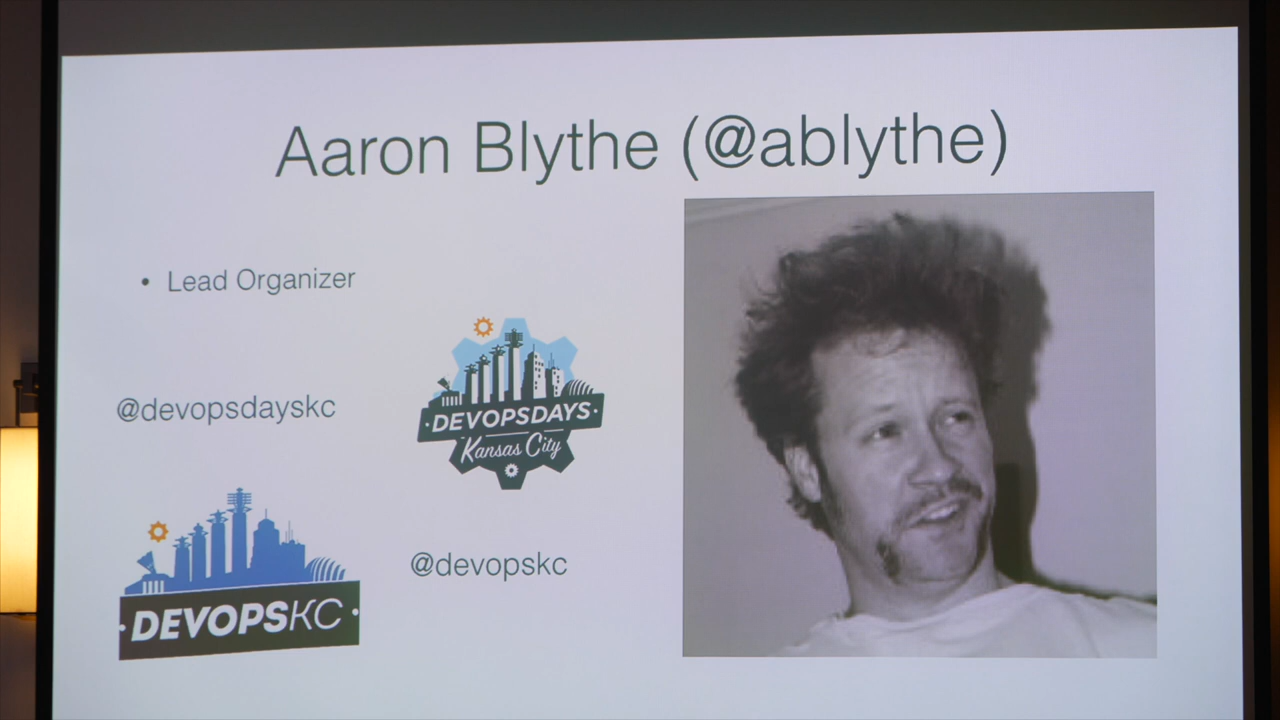 Aaron Blythe (@ablythe)
• Lead Organizer
@devopsdayskc
·DEVOPSDAYS·
Kansas City
@devopskc
·DEVOPSKC·